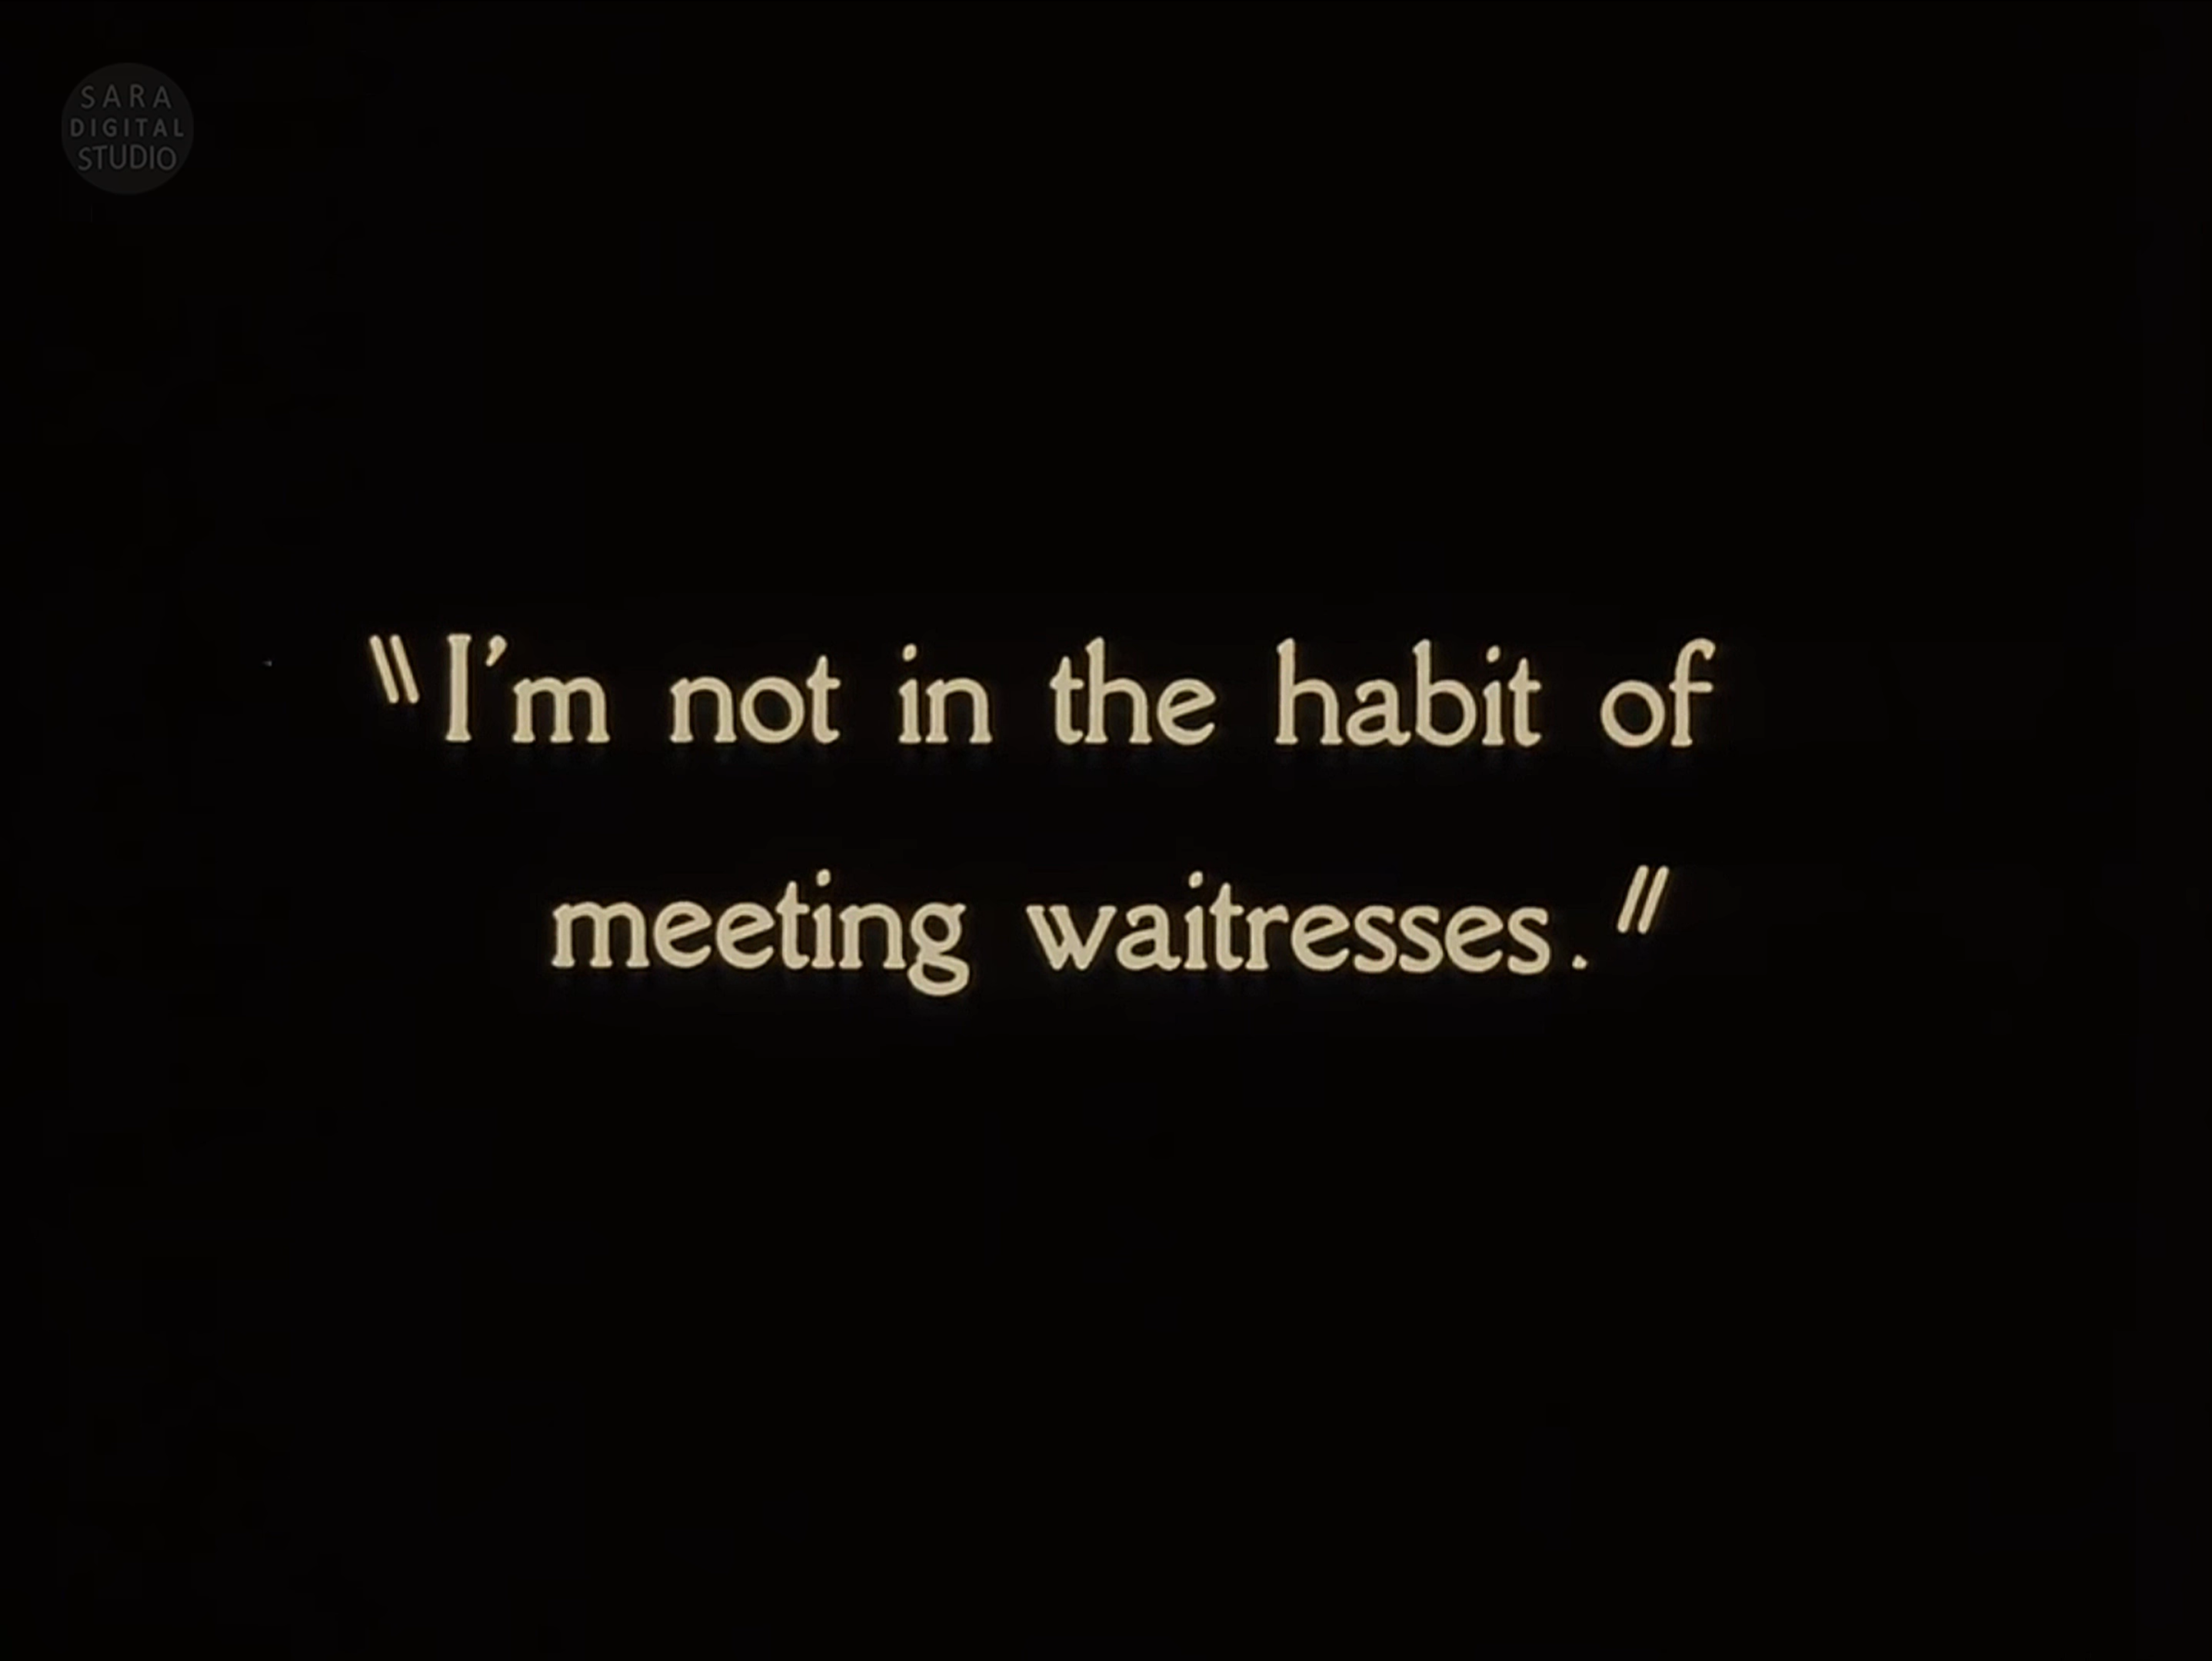 SARA
DIGITAL
STUDIO
"I'm not in the habit of
meeting waitresses."